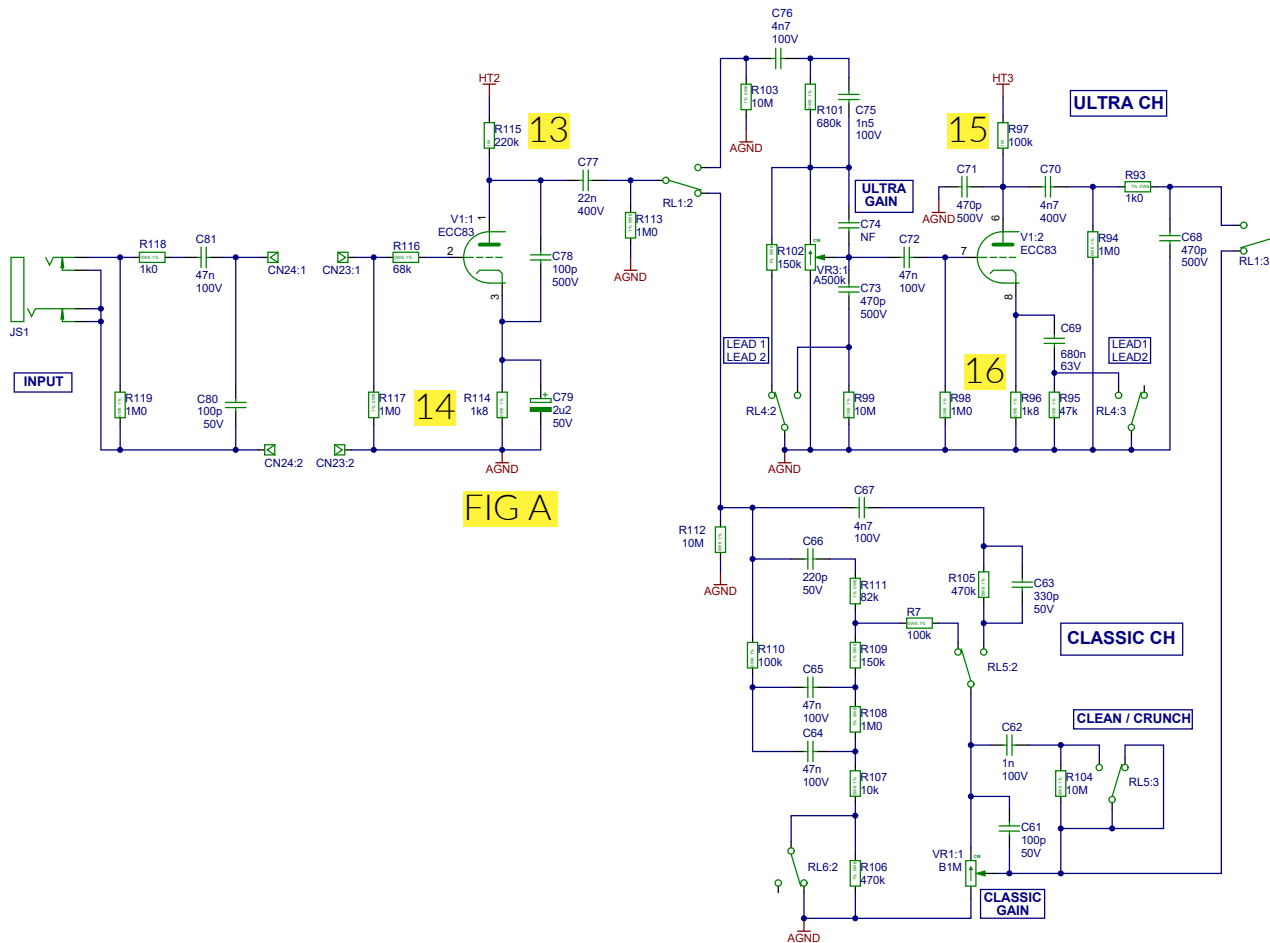 C76
4n7
100V
HT2
HT3
R103
10M
R101
680k
C75
1n5
100V
ULTRA CH
R115
220k
13
15
R97
100k
AGND
C77
22n
400V
C71
470p
500V
C70
4n7
400V
R93
1k0
RL1:2
ULTRA
GAIN
AGND
V1:1
ECC83
1
2
3
R113
1M0
AGND
C74
NF
C72
47n
100V
6
7
8
V1:2
ECC83
R94
1M0
C68
470p
500V
RL1:3
R118
1k0
C81
47n
100V
CN24:1
CN23:1
R116
68k
C78
100p
500V
R102
150k
CW
VR3:1
A500k
C73
470p
500V
JS1
INPUT
LEAD 1
LEAD 2
C69
680n
63V
LEAD1
LEAD2
16
R119
1M0
C80
100p
50V
R117
1M0
14
R114
1k8
C79
2u2
50V
+
RL4:2
R99
10M
R98
1M0
R96
1k8
R95
47k
RL4:3
CN24:2
CN23:2
AGND
AGND
FIG A
C67
4n7
100V
R112
10M
AGND
C66
220p
50V
R111
82k
R105
470k
C63
330p
50V
R7
100k
CLASSIC CH
R110
100k
R109
150k
RL5:2
C65
47n
100V
R108
1M0
CLEAN / CRUNCH
C64
47n
100V
C62
1n
100V
R107
10k
R104
10M
RL5:3
C61
100p
50V
RL6:2
R106
470k
VR1:1
B1M
CW
CLASSIC
GAIN
AGND